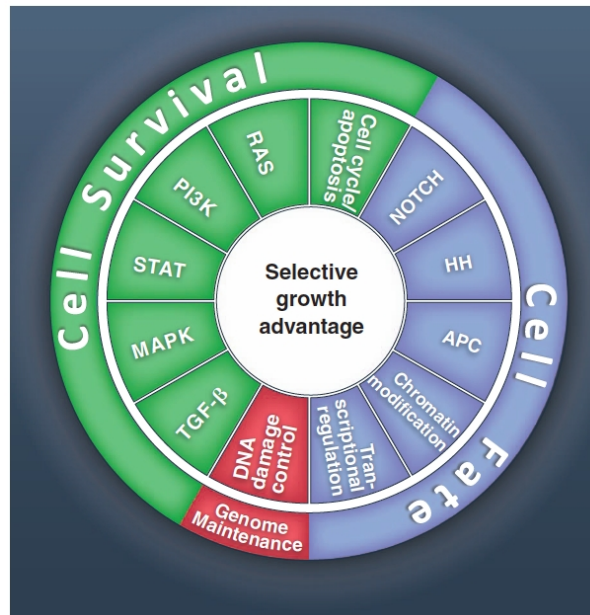 Cell Survival
Cell Fate
Genome
Maintenance
Cell cycle/
apoptosis
NOTCH
HH
APC
Chromatin
modification
Tran-
scriptional
regulation
DNA
damage
control
TGF-β
MAPK
STAT
PI3K
RAS
Selective
growth
advantage